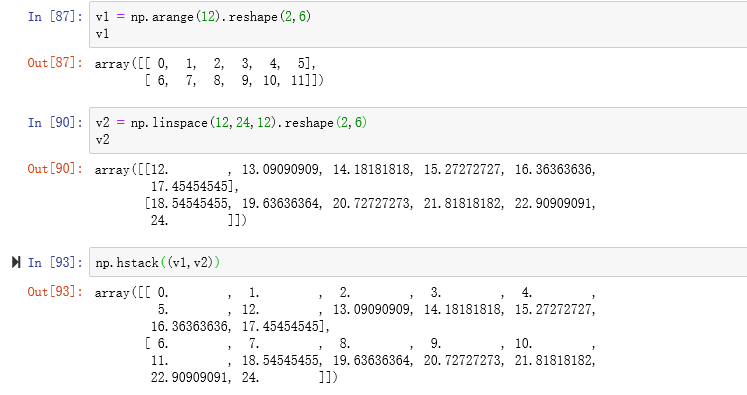 In [87]: v1 = np.arange(12).reshape(2,6)
v1
Out[87]: array([[ 0,  1,  2,  3,  4,  5],
       [ 6,  7,  8,  9, 10, 11]])
In [90]: v2 = np.linspace(12,24,12).reshape(2,6)
v2
Out[90]: array([[12.        , 13.09090909, 14.18181818, 15.27272727, 16.36363636,
        17.45454545],
       [18.54545455, 19.63636364, 20.72727273, 21.81818182, 22.90909091,
        24.        ]])
In [93]: np.hstack((v1,v2))
Out[93]: array([[ 0.        ,  1.        ,  2.        ,  3.        ,  4.        ,
         5.        , 12.        , 13.09090909, 14.18181818, 15.27272727,
        16.36363636, 17.45454545],
       [ 6.        ,  7.        ,  8.        ,  9.        , 10.        ,
        11.        , 18.54545455, 19.63636364, 20.72727273, 21.81818182,
        22.90909091, 24.        ]])